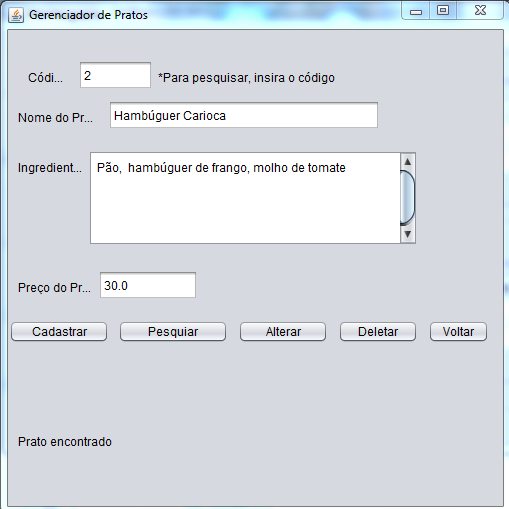 Gerenciador de Pratos
Códi... 2 *Para pesquisar, insira o código
Nome do Pr... Hambúguer Carioca
Ingredient... Pão,  hambúguer de frango, molho de tomate
Preço do Pr... 30.0
Cadastrar Pesquiar Alterar Deletar Voltar
Prato encontrado